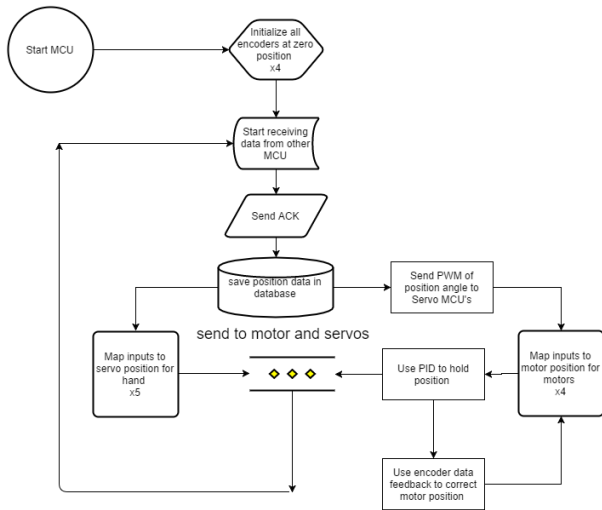 Start MCU
Initialize all
encoders at zero
position
x4
Start receiving
data from other
MCU
Send ACK
save position data in
database
Send PWM of
position angle to
Servo MCU's
send to motor and servos
Map inputs to
servo position for
hand
x5
Use PID to hold
position
Map inputs to
motor position for
motors
x4
Use encoder data
feedback to correct
motor position